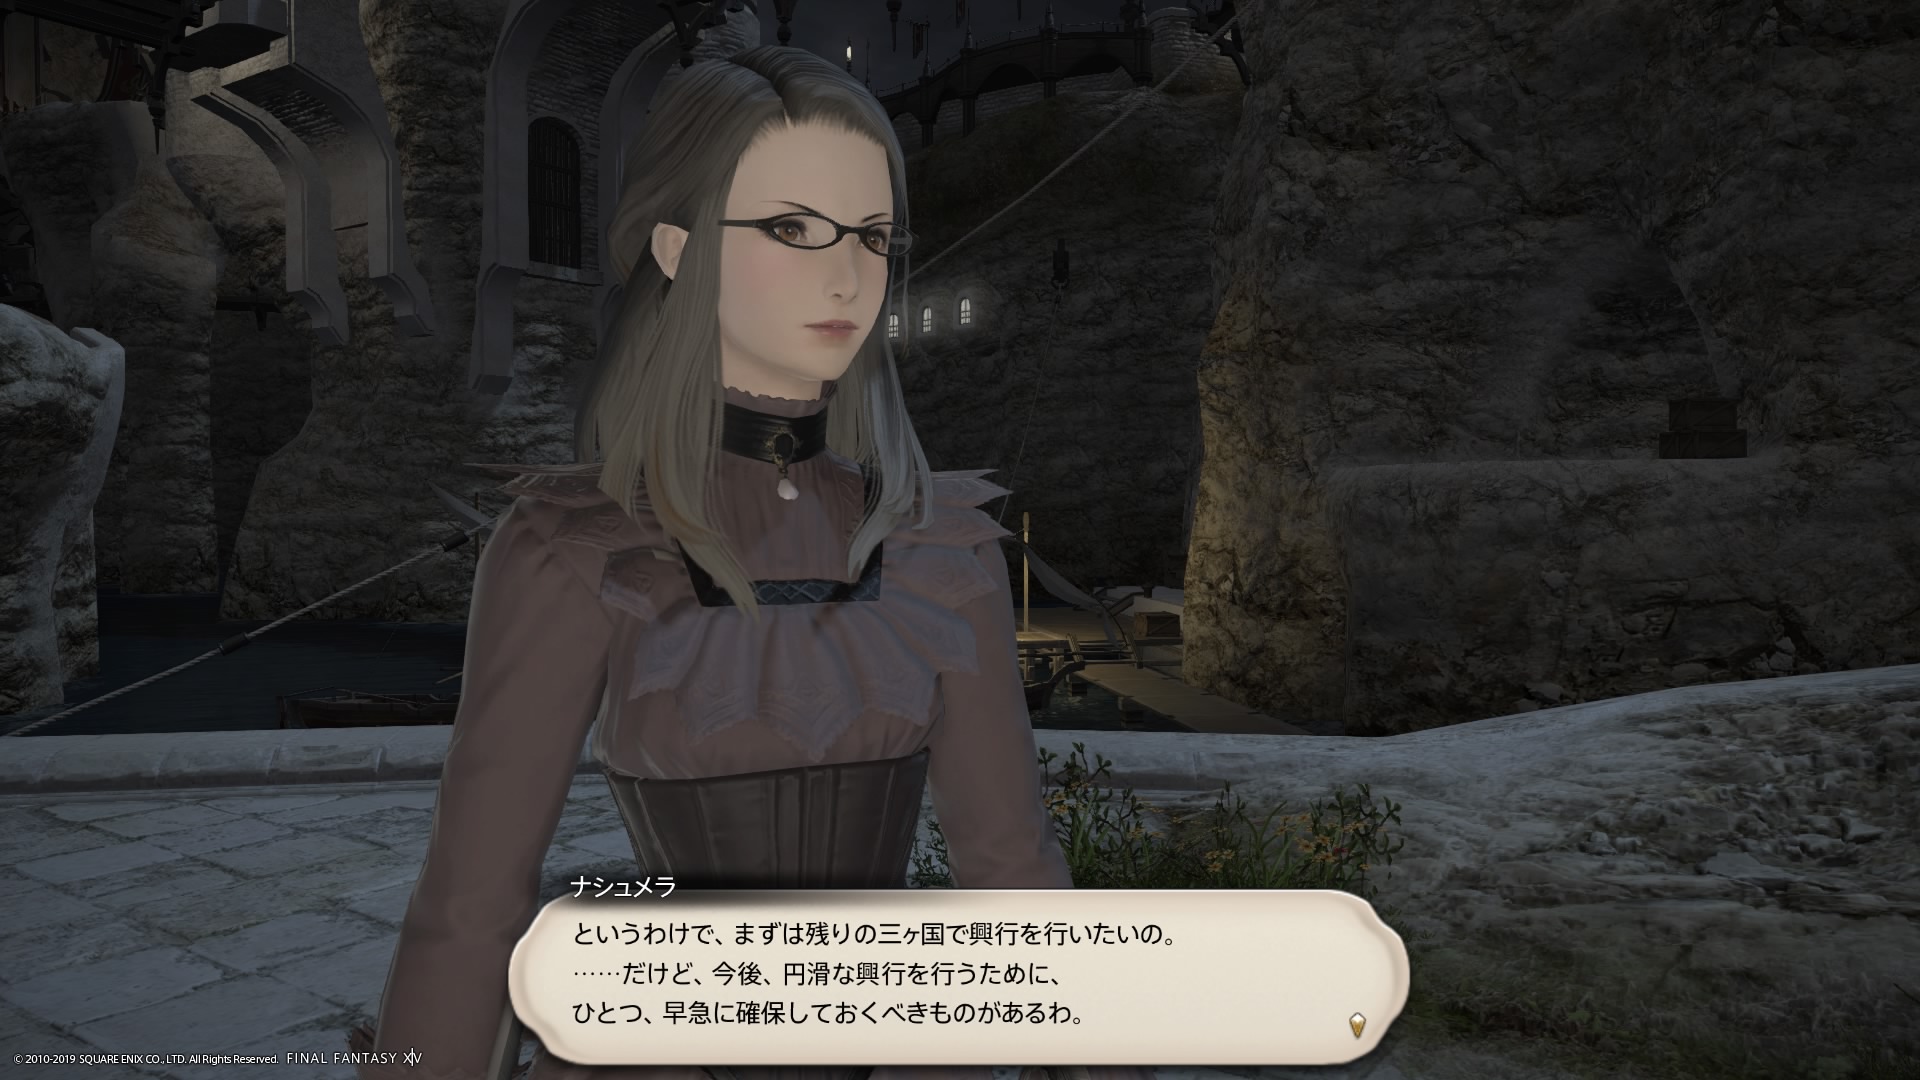 ナシュメラ
というわけで、まずは残りの三ヶ国で興行を行いたいの。
……だけど、今後、円滑な興行を行うために、
ひとつ、早急に確保しておくべきものがあるわ。
© 2010-2019 SQUARE ENIX CO., LTD. All Rights Reserved. FINAL FANTASY XIV